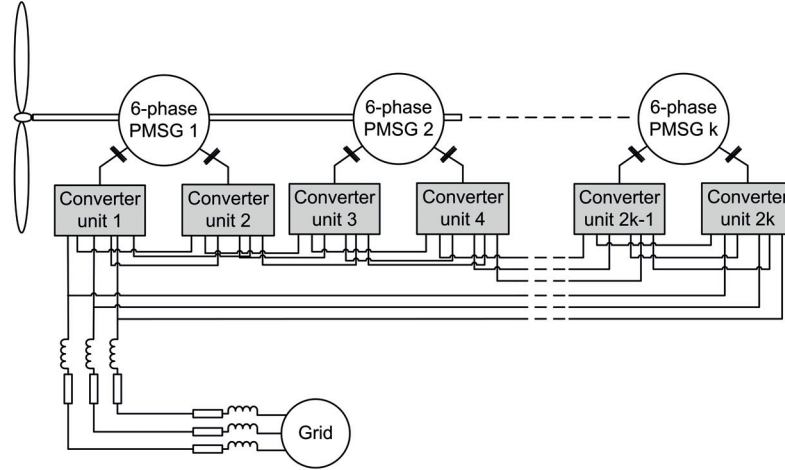 6-phase
PMSG 1
6-phase
PMSG 2
6-phase
PMSG k
Converter
unit 1
Converter
unit 2
Converter
unit 3
Converter
unit 4
Converter
unit 2k-1
Converter
unit 2k
Grid